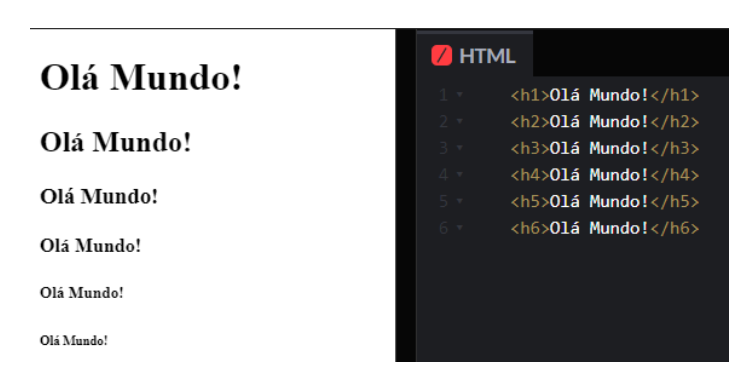 Olá Mundo!
Olá Mundo!
Olá Mundo!
Olá Mundo!
Olá Mundo!
Olá Mundo!
HTML
1 <h1>Olá Mundo!</h1>
2 <h2>Olá Mundo!</h2>
3 <h3>Olá Mundo!</h3>
4 <h4>Olá Mundo!</h4>
5 <h5>Olá Mundo!</h5>
6 <h6>Olá Mundo!</h6>